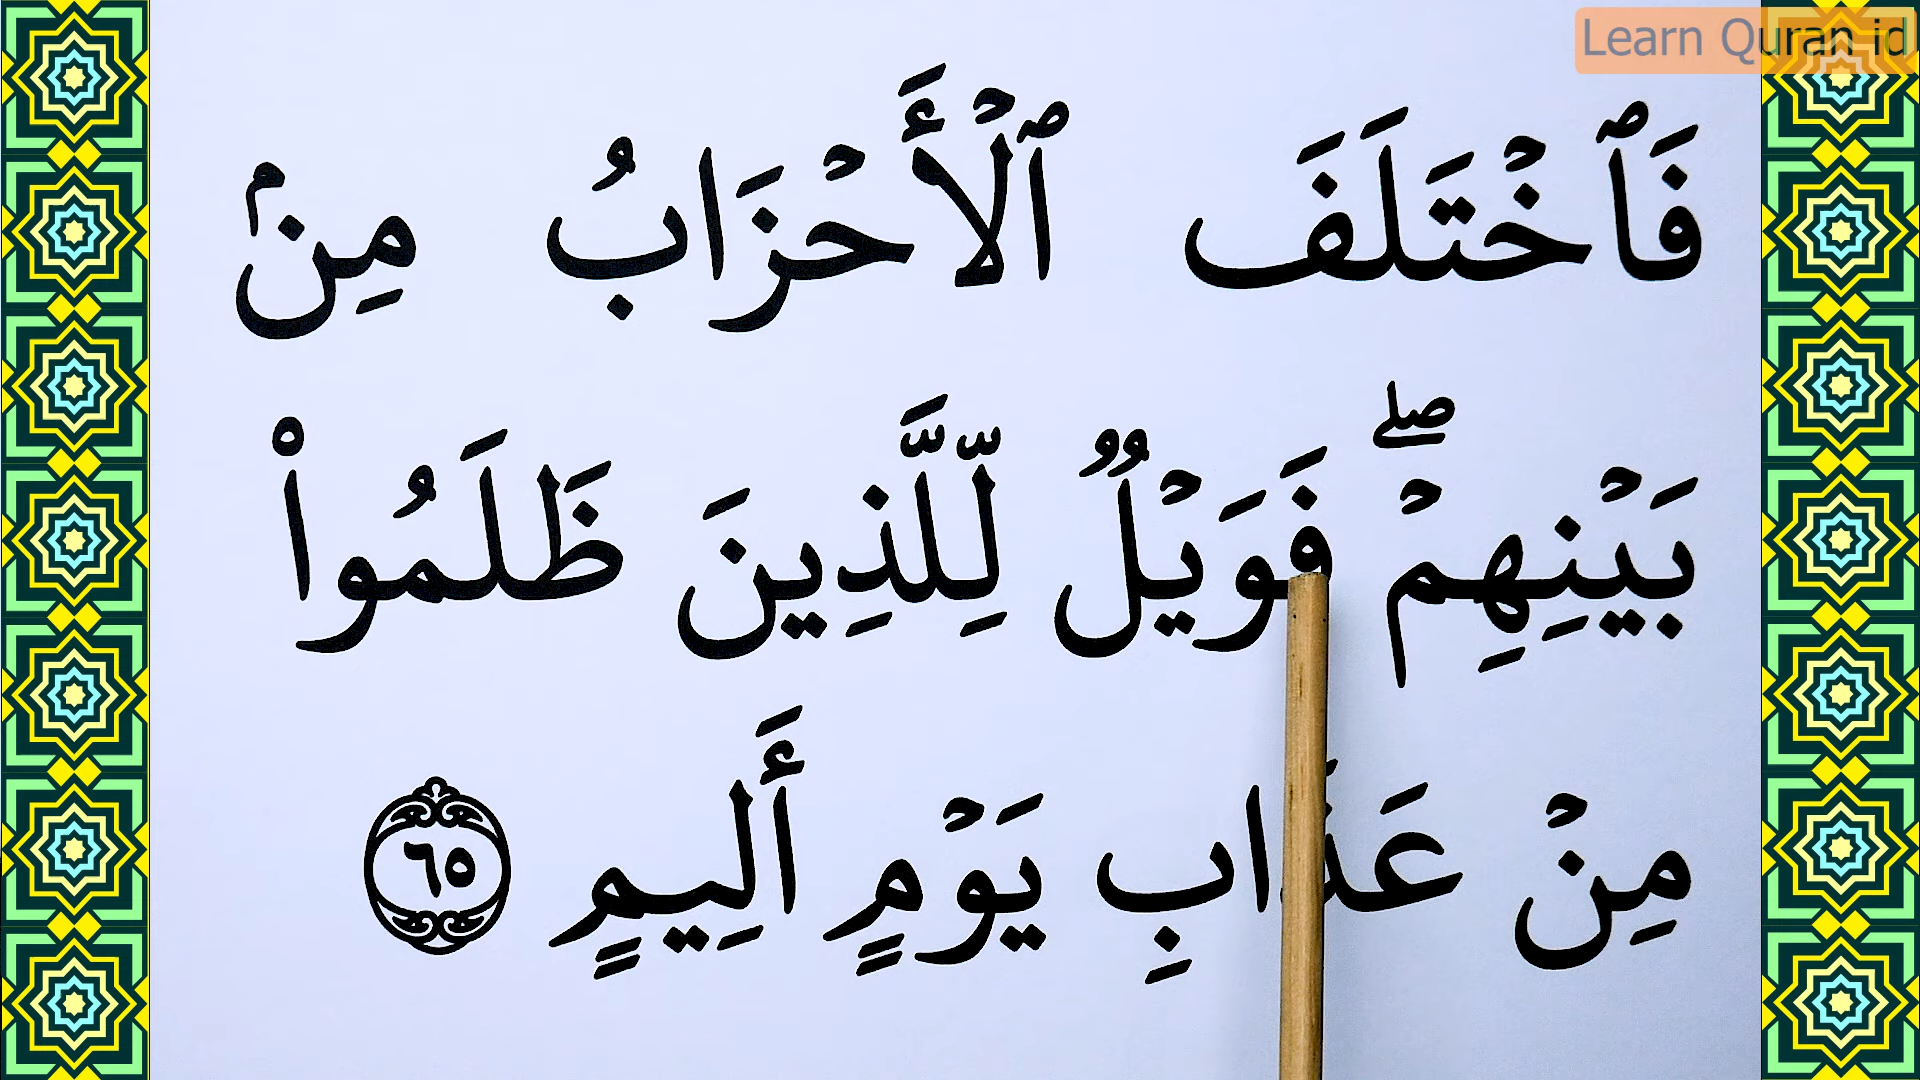 Learn Quran id
فَٱخْتَلَفَ ٱلْأَحْزَابُ مِنۢ
بَيْنِهِمْ ۖ فَوَيْلٌ لِّلَّذِينَ ظَلَمُوا۟
مِنْ عَذَابِ يَوْمٍ أَلِيمٍ ٦٥